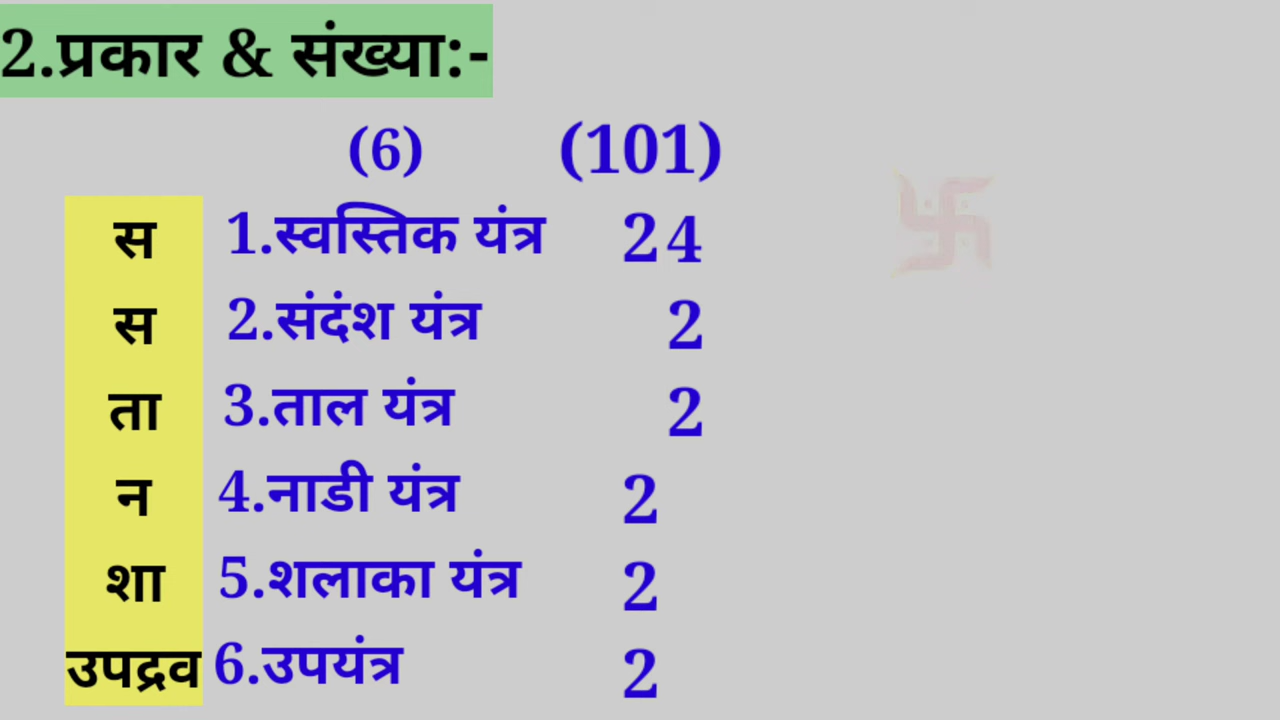 2.प्रकार & संख्या:-
(6) (101)
स 1.स्वस्तिक यंत्र 24
स 2.संदंश यंत्र 2
ता 3.ताल यंत्र 2
न 4.नाडी यंत्र 2
शा 5.शलाका यंत्र 2
उपद्रव 6.उपयंत्र 2